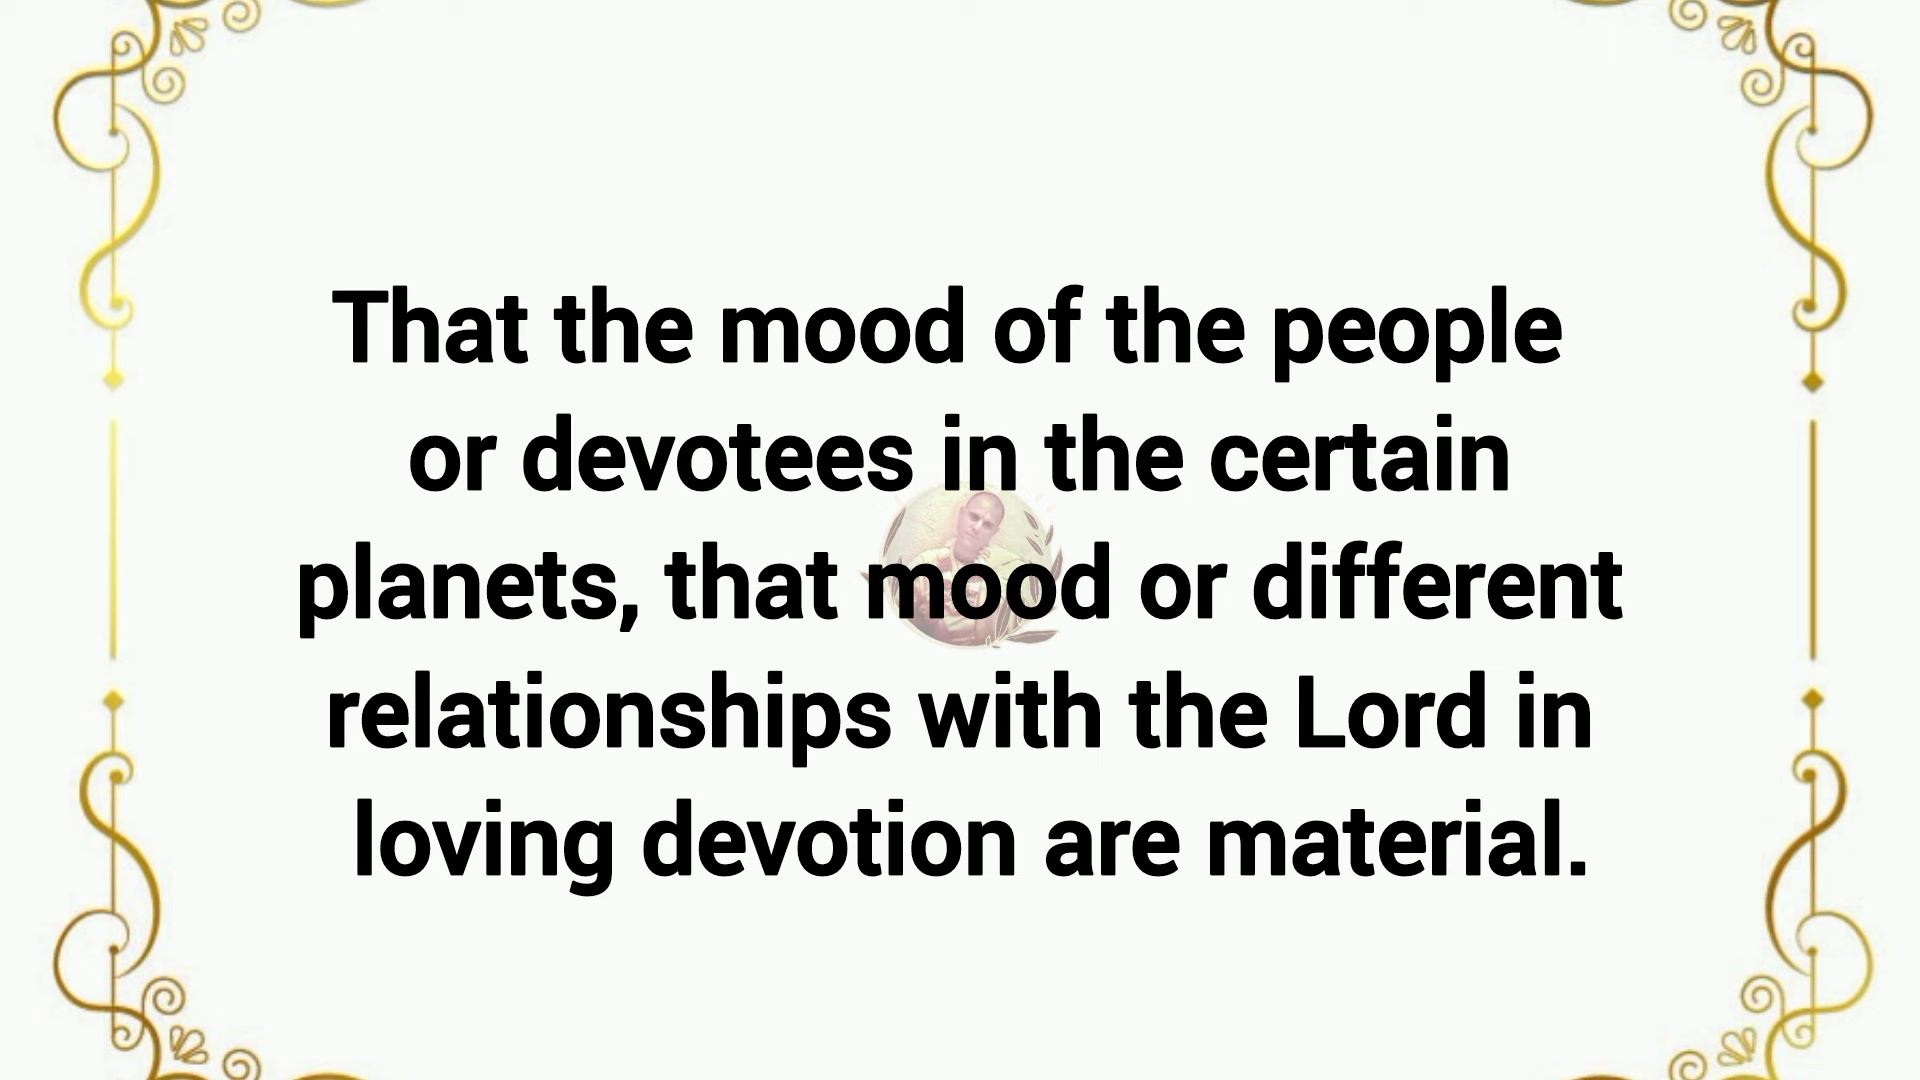 That the mood of the people
or devotees in the certain
planets, that mood or different
relationships with the Lord in
loving devotion are material.